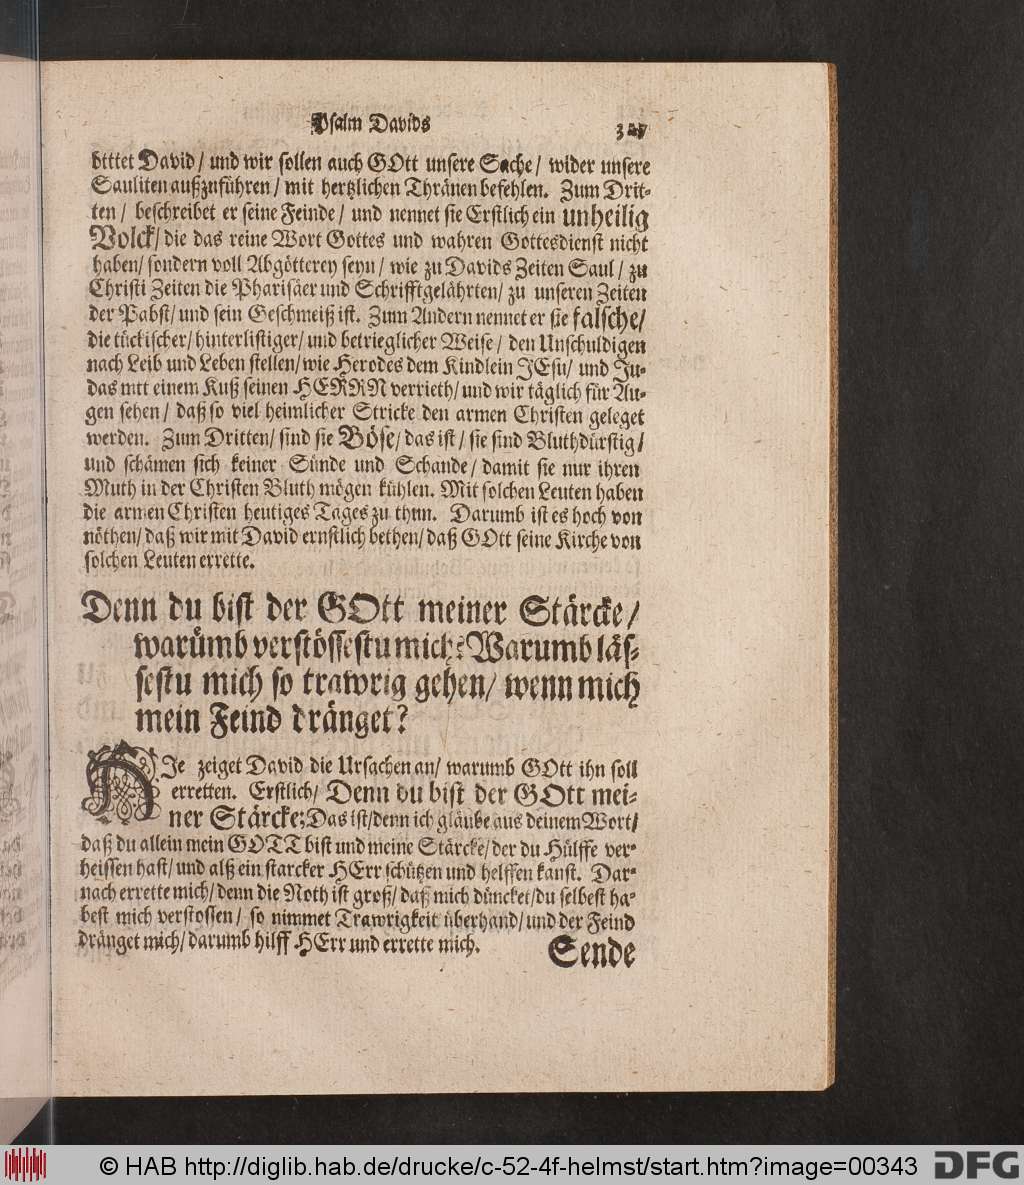 Psalm Davids 327
bittet David/ und wir sollen auch GOtt unsere Sache/ wider unsere
Sauliten außzuführen/ mit hertzlichen Thränen befehlen. Zum Drit-
ten/ beschreibet er seine Feinde/ und nennet sie Erstlich ein unheilig
Volck/ die das reine Wort Gottes und wahren Gottesdienst nicht
haben/ sondern voll Abgötterey seyn/ wie zu Davids Zeiten Saul/ zu
Christi Zeiten die Pharisäer und Schrifftgelährten/ zu unseren Zeiten
der Pabst/ und sein Geschmeiß ist. Zum Andern nennet er sie falsche/
die tückischer/ hinterlistiger/ und betrieglicher Weise/ den Unschuldigen
nach Leib und Leben stellen/ wie Herodes dem Kindlein JEsu/ und Ju-
das mit einem Kuß seinen HERRN verrieth/ und wir täglich für Au-
gen sehen/ daß so viel heimlicher Stricke den armen Christen geleget
werden. Zum Dritten/ sind sie Böse/ das ist/ sie sind Bluthdürstig/
und schämen sich keiner Sünde und Schande/ damit sie nur ihren
Muth in der Christen Bluth mögen kühlen. Mit solchen Leuten haben
die armen Christen heutiges Tages zu thun. Darumb ist es hoch von
nöthen/ daß wir mit David ernstlich bethen/ daß GOtt seine Kirche von
solchen Leuten errette.
Denn du bist der GOtt meiner Stärcke/
warümb verstössestu mich? Warumb läs-
sestu mich so trawrig gehen/ wenn mich
mein Feind dränget?
HJe zeiget David die Ursachen an/ warumb GOtt ihn soll
erretten. Erstlich/ Denn du bist der GOtt mei-
ner Stärcke; Das ist/ denn ich gläube aus deinem Wort/
daß du allein mein GOTT bist und meine Stärcke/ der du Hülffe ver-
heissen hast/ und alß ein starcker HErr schützen und helffen kanst. Dar-
nach errette mich/ denn die Noth ist groß/ daß mich düncket/ du selbest ha-
best mich verstossen/ so nimmet Trawrigkeit überhand/ und der Feind
dränget mich/ darumb hilff HErr und errette mich.
Sende
© HAB http://diglib.hab.de/drucke/c-52-4f-helmst/start.htm?image=00343
DFG